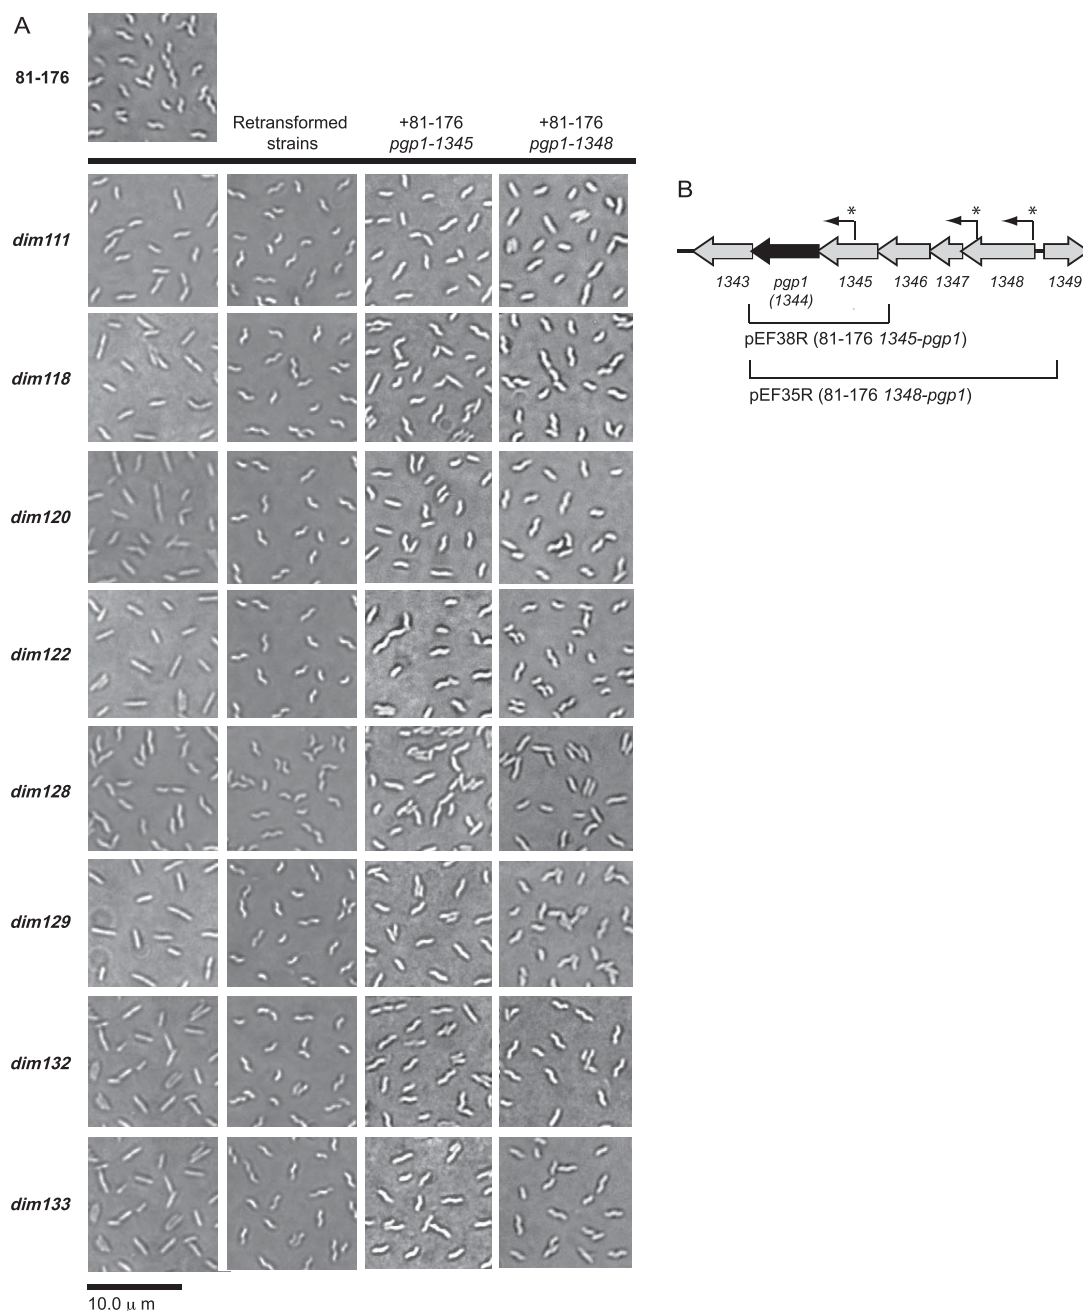 A
81-176
Retransformed strains
+81-176 pgp1-1345
+81-176 pgp1-1348
dim111
dim118
dim120
dim122
dim128
dim129
dim132
dim133
10.0 μ m
B
* * *
1343 pgp1 (1344) 1345 1346 1347 1348 1349
pEF38R (81-176 1345-pgp1)
pEF35R (81-176 1348-pgp1)